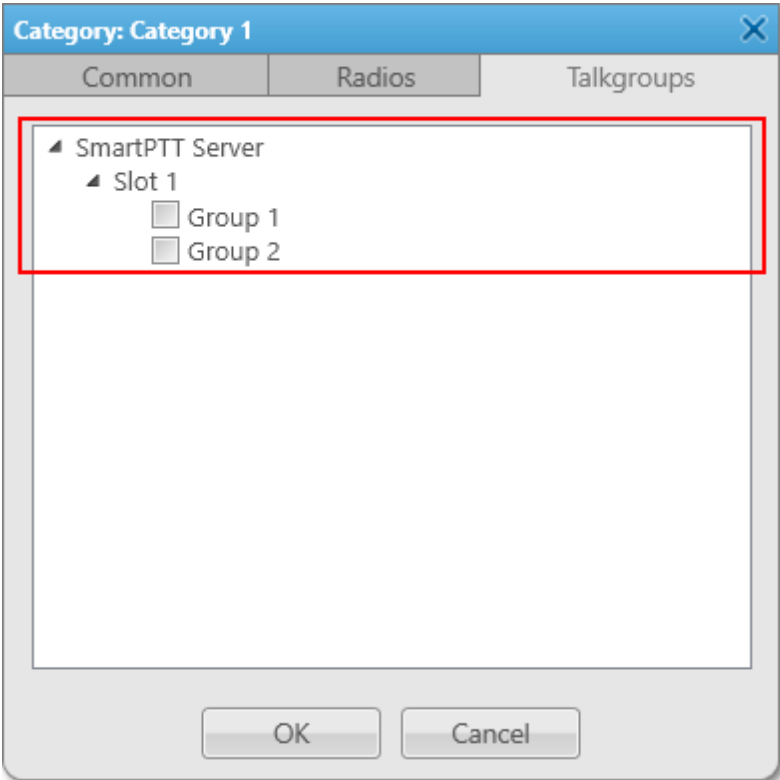 Category: Category 1
Common Radios Talkgroups
SmartPTT Server
Slot 1
Group 1
Group 2
OK Cancel